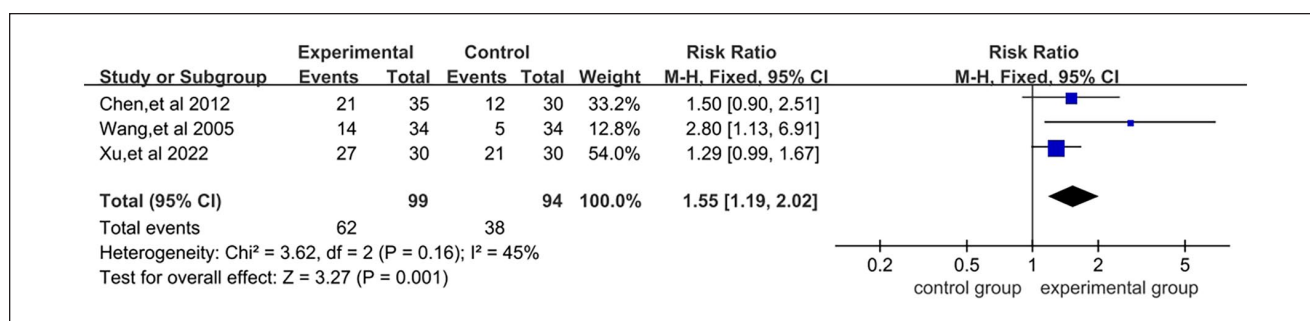 Experimental Control Risk Ratio Risk Ratio
Study or Subgroup Events Total Events Total Weight M-H, Fixed, 95% CI M-H, Fixed, 95% CI
Chen,et al 2012 21 35 12 30 33.2% 1.50 [0.90, 2.51]
Wang,et al 2005 14 34 5 34 12.8% 2.80 [1.13, 6.91]
Xu,et al 2022 27 30 21 30 54.0% 1.29 [0.99, 1.67]
Total (95% CI) 99 94 100.0% 1.55 [1.19, 2.02]
Total events 62 38
Heterogeneity: Chi² = 3.62, df = 2 (P = 0.16); I² = 45%
Test for overall effect: Z = 3.27 (P = 0.001)
0.2 0.5 1 2 5
control group experimental group